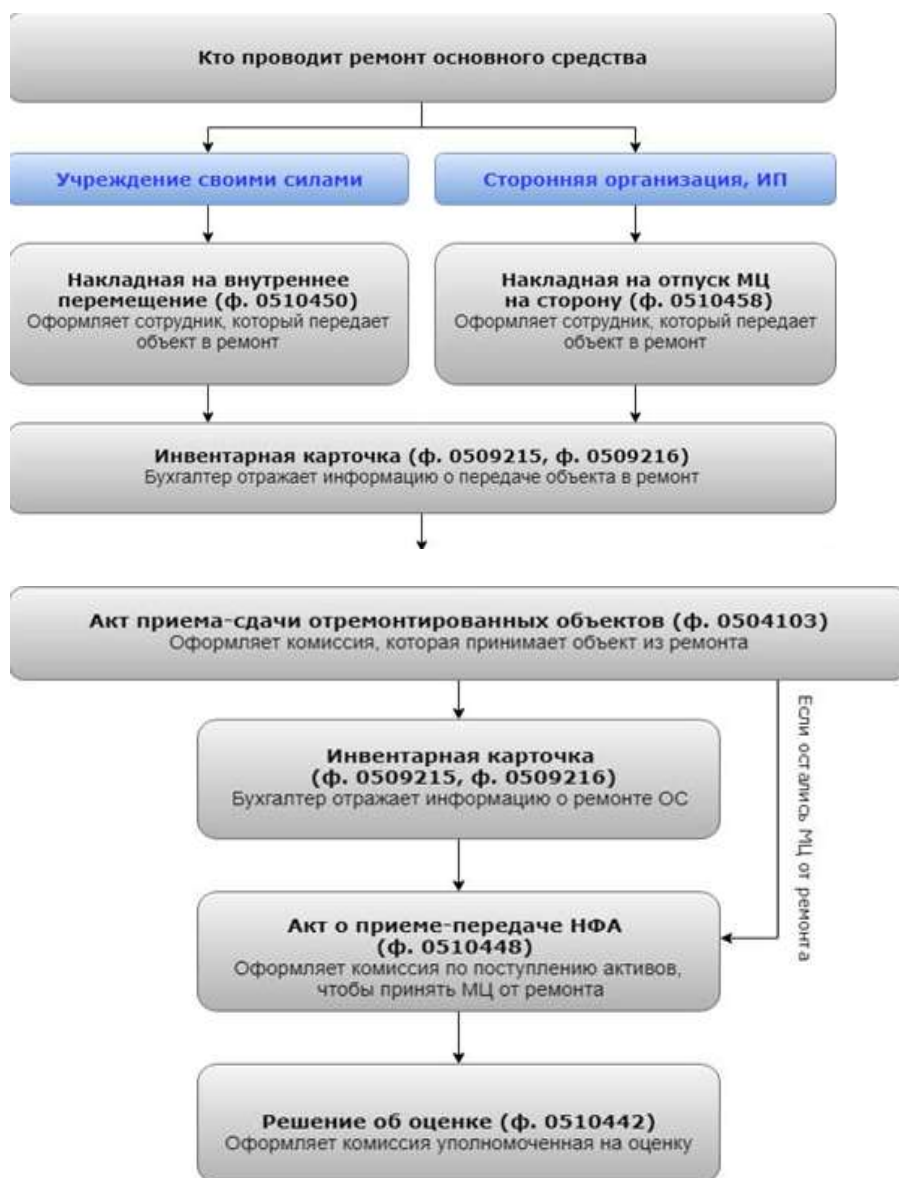 Кто проводит ремонт основного средства
Учреждение своими силами
Сторонняя организация, ИП
Накладная на внутреннее
перемещение (ф. 0510450)
Оформляет сотрудник, который передает
объект в ремонт
Накладная на отпуск МЦ
на сторону (ф. 0510458)
Оформляет сотрудник, который передает
объект в ремонт
Инвентарная карточка (ф. 0509215, ф. 0509216)
Бухгалтер отражает информацию о передаче объекта в ремонт
Акт приема-сдачи отремонтированных объектов (ф. 0504103)
Оформляет комиссия, которая принимает объект из ремонта
Если остались МЦ от ремонта
Инвентарная карточка
(ф. 0509215, ф. 0509216)
Бухгалтер отражает информацию о ремонте ОС
Акт о приеме-передаче НФА
(ф. 0510448)
Оформляет комиссия по поступлению активов,
чтобы принять МЦ от ремонта
Решение об оценке (ф. 0510442)
Оформляет комиссия уполномоченная на оценку